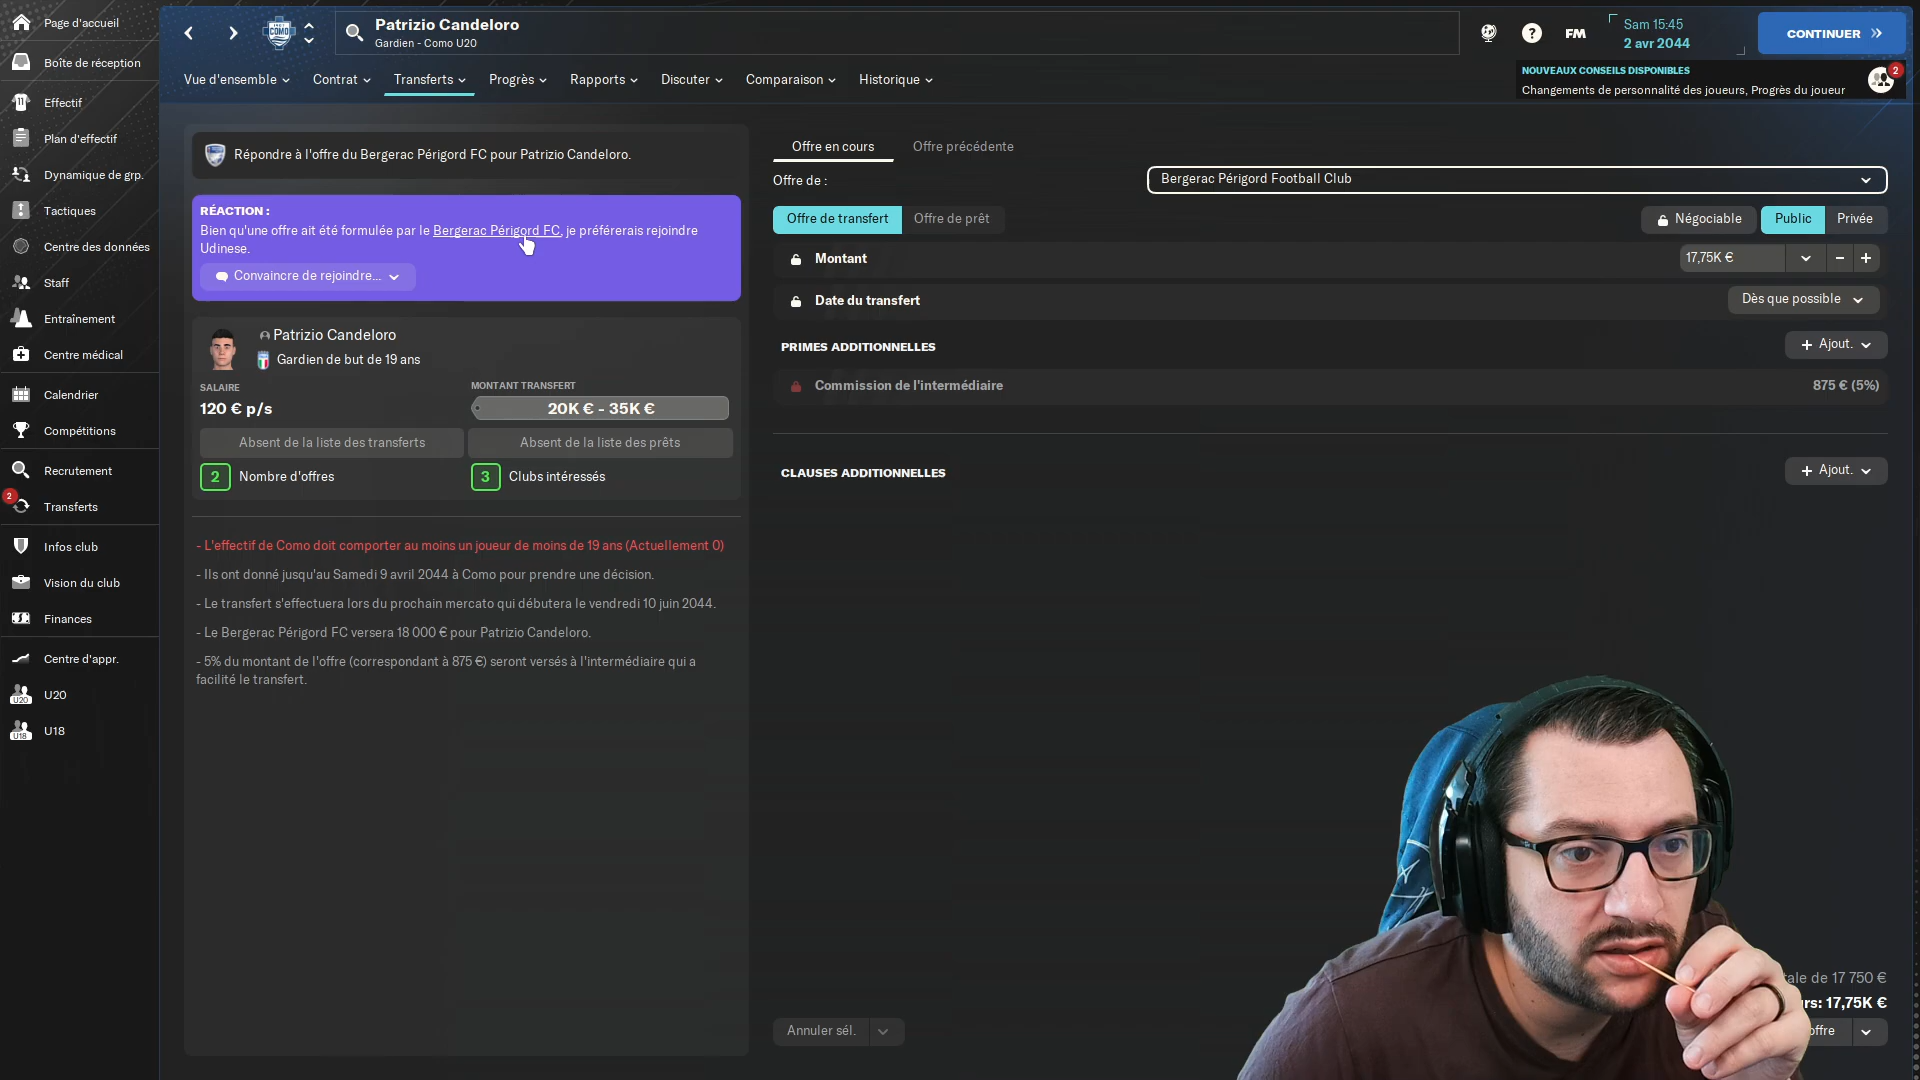 Page d'accueil
Boîte de réception
Effectif
Plan d'effectif
Dynamique de grp.
Tactiques
Centre des données
Staff
Entraînement
Centre médical
Calendrier
Compétitions
Recrutement
2
Transferts
Infos club
Vision du club
Finances
Centre d'appr.
U20
U20
U18
U18
COMO
Patrizio Candeloro
Gardien - Como U20
?
FM
Sam 15:45
2 avr 2044
CONTINUER
Vue d'ensemble
Contrat
Transferts
Progrès
Rapports
Discuter
Comparaison
Historique
NOUVEAUX CONSEILS DISPONIBLES
Changements de personnalité des joueurs, Progrès du joueur
2
Répondre à l'offre du Bergerac Périgord FC pour Patrizio Candeloro.
RÉACTION :
Bien qu'une offre ait été formulée par le Bergerac Périgord FC, je préférerais rejoindre
Udinese.
Convaincre de rejoindre...
Patrizio Candeloro
Gardien de but de 19 ans
SALAIRE
MONTANT TRANSFERT
120 € p/s
20K € - 35K €
Absent de la liste des transferts
Absent de la liste des prêts
2 Nombre d'offres
3 Clubs intéressés
- L'effectif de Como doit comporter au moins un joueur de moins de 19 ans (Actuellement 0)
- Ils ont donné jusqu'au Samedi 9 avril 2044 à Como pour prendre une décision.
- Le transfert s'effectuera lors du prochain mercato qui débutera le vendredi 10 juin 2044.
- Le Bergerac Périgord FC versera 18 000 € pour Patrizio Candeloro.
- 5% du montant de l'offre (correspondant à 875 €) seront versés à l'intermédiaire qui a
facilité le transfert.
Offre en cours
Offre précédente
Offre de :
Bergerac Périgord Football Club
Offre de transfert
Offre de prêt
Négociable
Public
Privée
Montant
17,75K €
Date du transfert
Dès que possible
PRIMES ADDITIONNELLES
+ Ajout.
Commission de l'intermédiaire
875 € (5%)
CLAUSES ADDITIONNELLES
+ Ajout.
tale de 17 750 €
rs: 17,75K €
Annuler sél.
offre